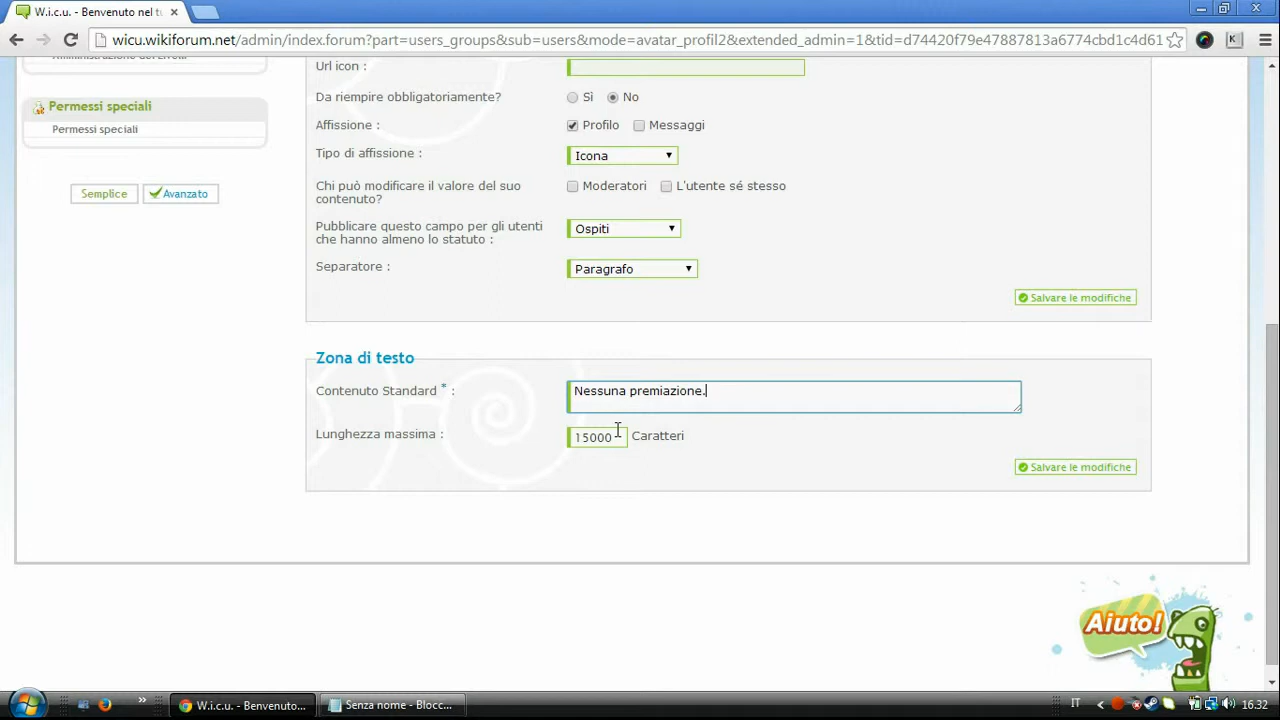 W.i.c.u. - Benvenuto nel tu
wicu.wikiforum.net/admin/index.forum?part=users_groups&sub=users&mode=avatar_profil2&extended_admin=1&tid=d74420f79e47887813a6774cbd1c4d61
Permessi speciali
Permessi speciali
Semplice
Avanzato
Url icon :
Da riempire obbligatoriamente?
Sì
No
Affissione :
Profilo
Messaggi
Tipo di affissione :
Icona
Chi può modificare il valore del suo
contenuto?
Moderatori
L'utente sé stesso
Pubblicare questo campo per gli utenti
che hanno almeno lo statuto :
Ospiti
Separatore :
Paragrafo
Salvare le modifiche
Zona di testo
Contenuto Standard * :
Nessuna premiazione.
Lunghezza massima :
15000
Caratteri
Salvare le modifiche
Aiuto!
W.i.c.u. - Benvenuto...
Senza nome - Blocc...
IT
16.32